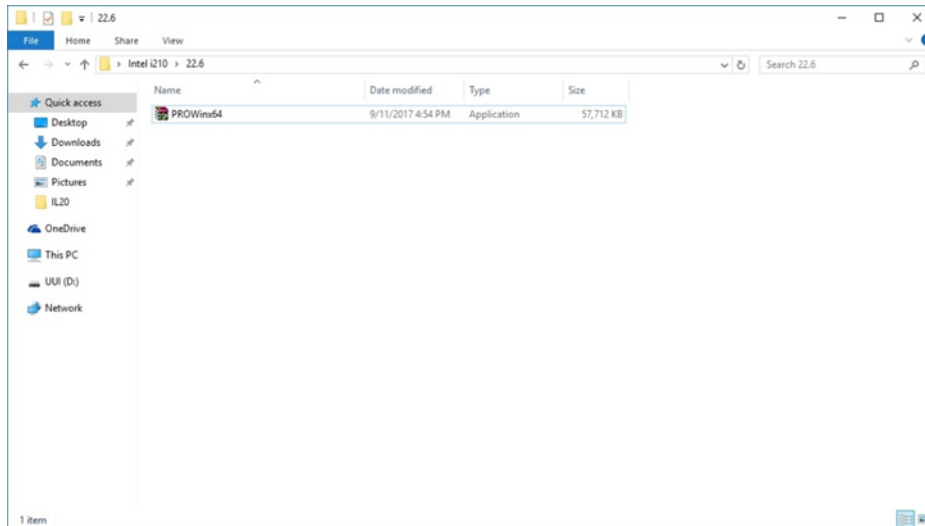 22.6
File Home Share View
Intel i210 > 22.6
Search 22.6
Name Date modified Type Size
PROWinx64 9/11/2017 4:54 PM Application 57,712 KB
Quick access
Desktop
Downloads
Documents
Pictures
IL20
OneDrive
This PC
UUI (D:)
Network
1 item